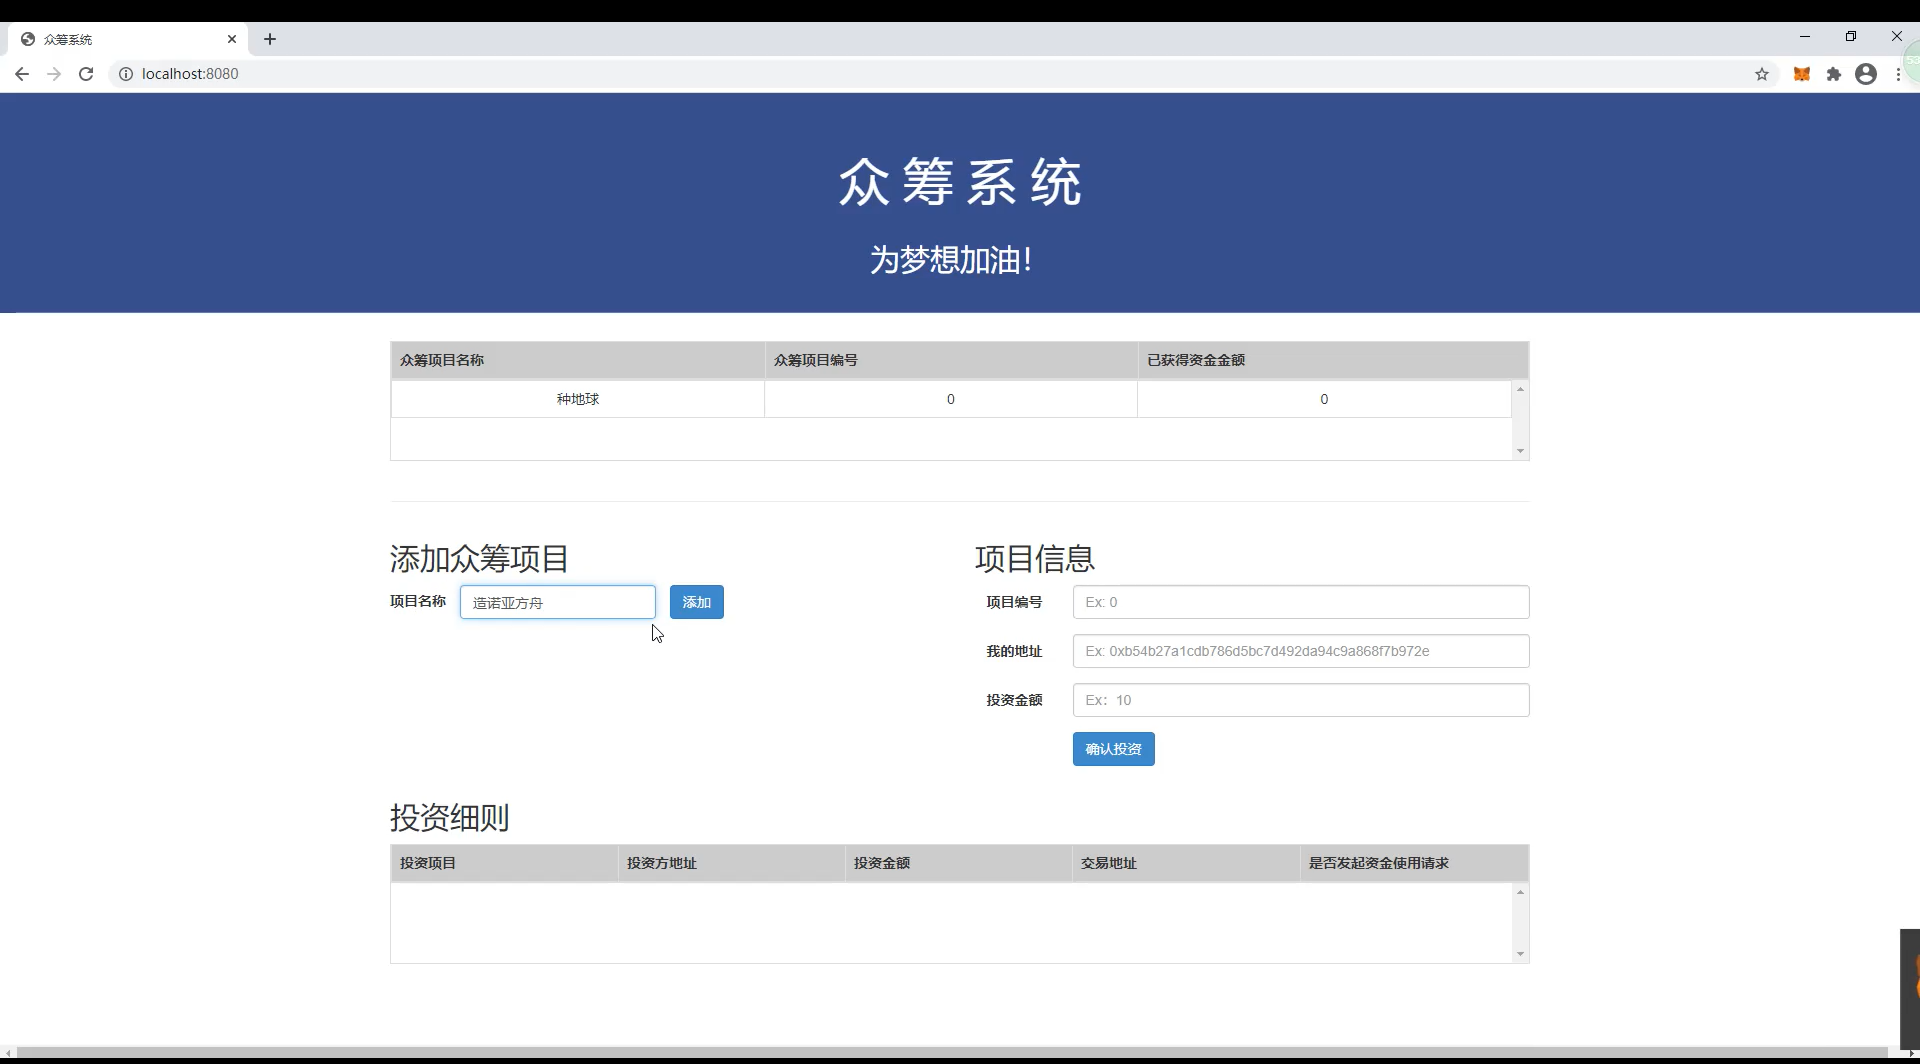 众筹系统
localhost:8080
53
众筹系统
为梦想加油！
众筹项目名称 众筹项目编号 已获得资金金额
种地球 0 0
添加众筹项目
项目名称 造诺亚方舟 添加
项目信息
项目编号 Ex: 0
我的地址 Ex: 0xb54b27a1cdb786d5bc7d492da94c9a868f7b972e
投资金额 Ex：10
确认投资
投资细则
投资项目 投资方地址 投资金额 交易地址 是否发起资金使用请求